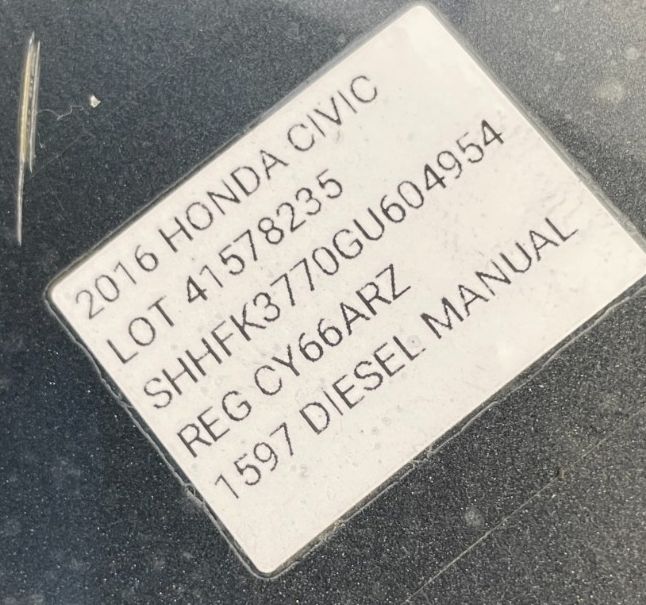 2016 HONDA CIVIC
LOT 41578235
SHHFK3770GU604954
REG CY66ARZ
1597 DIESEL MANUAL